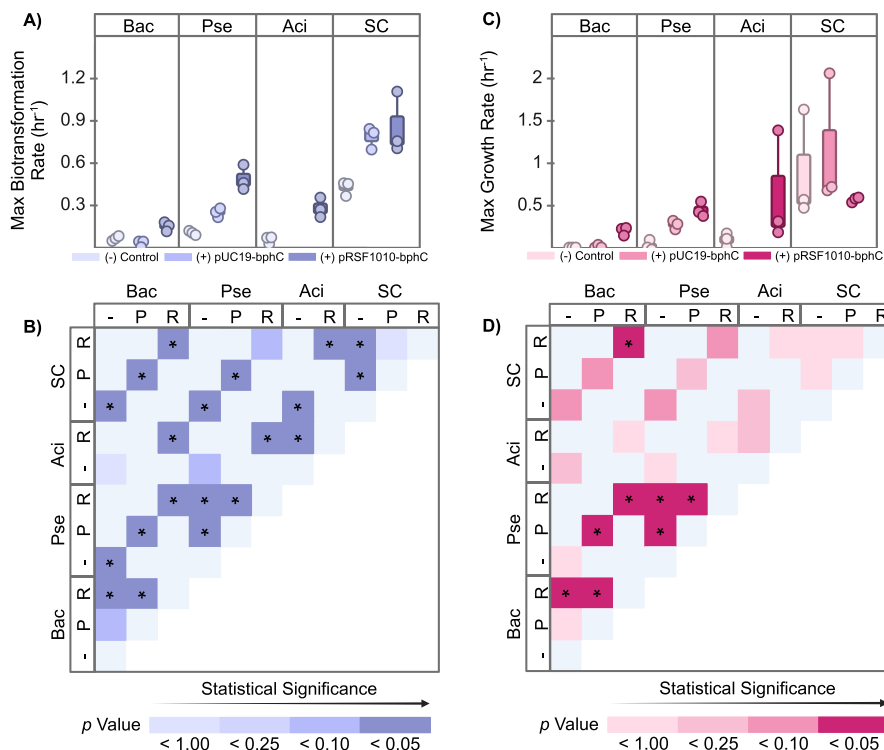 A)
Bac Pse Aci SC
Max Biotransformation
Rate (hr⁻¹)
1.2
0.9
0.6
0.3
(-) Control (+) pUC19-bphC (+) pRSF1010-bphC
C)
Bac Pse Aci SC
Max Growth Rate (hr⁻¹)
2
1.5
1
0.5
(-) Control (+) pUC19-bphC (+) pRSF1010-bphC
B)
Bac Pse Aci SC
- P R - P R - R - P R
SC R * * *
P * * *
- * * *
Aci R * * *
-
Pse R * * *
P * *
- *
Bac R * *
P
-
Statistical Significance
p Value
< 1.00 < 0.25 < 0.10 < 0.05
D)
Bac Pse Aci SC
- P R - P R - R - P R
SC R *
P
-
Aci R
-
Pse R * * *
P * *
-
Bac R * *
P
-
Statistical Significance
p Value
< 1.00 < 0.25 < 0.10 < 0.05